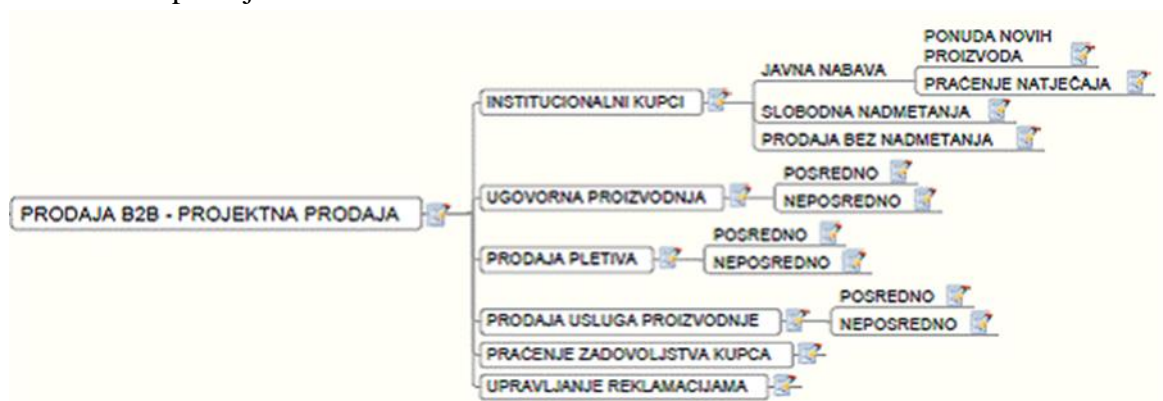 PONUDA NOVIH
PROIZVODA
JAVNA NABAVA
PRAĆENJE NATJEČAJA
INSTITUCIONALNI KUPCI
SLOBODNA NADMETANJA
PRODAJA BEZ NADMETANJA
POSREDNO
UGOVORNA PROIZVODNJA
NEPOSREDNO
PRODAJA B2B - PROJEKTNA PRODAJA
POSREDNO
PRODAJA PLETIVA
NEPOSREDNO
POSREDNO
PRODAJA USLUGA PROIZVODNJE
NEPOSREDNO
PRAĆENJE ZADOVOLJSTVA KUPCA
UPRAVLJANJE REKLAMACIJAMA